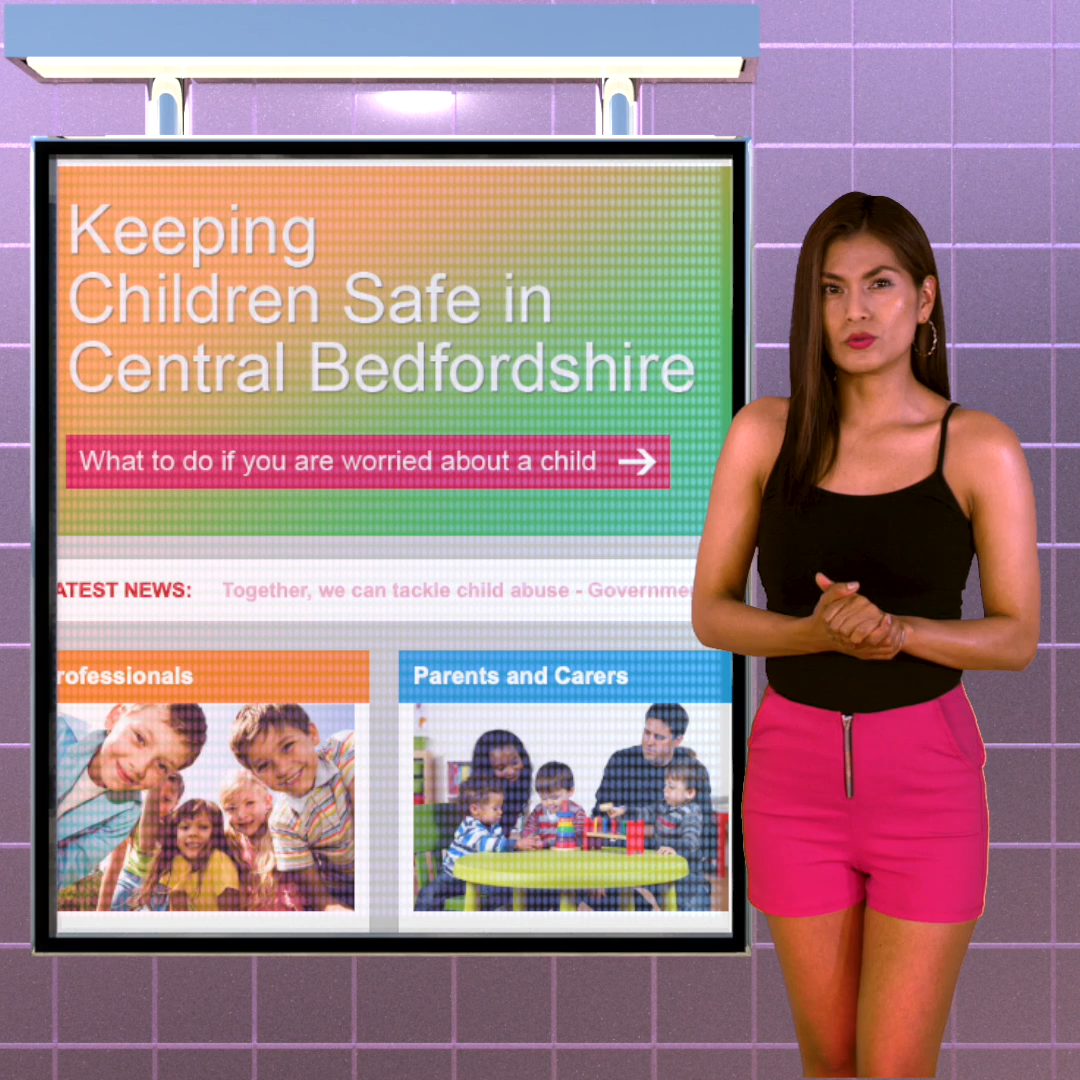 Keeping
Children Safe in
Central Bedfordshire
What to do if you are worried about a child
ATEST NEWS: Together, we can tackle child abuse - Governme
rofessionals
Parents and Carers